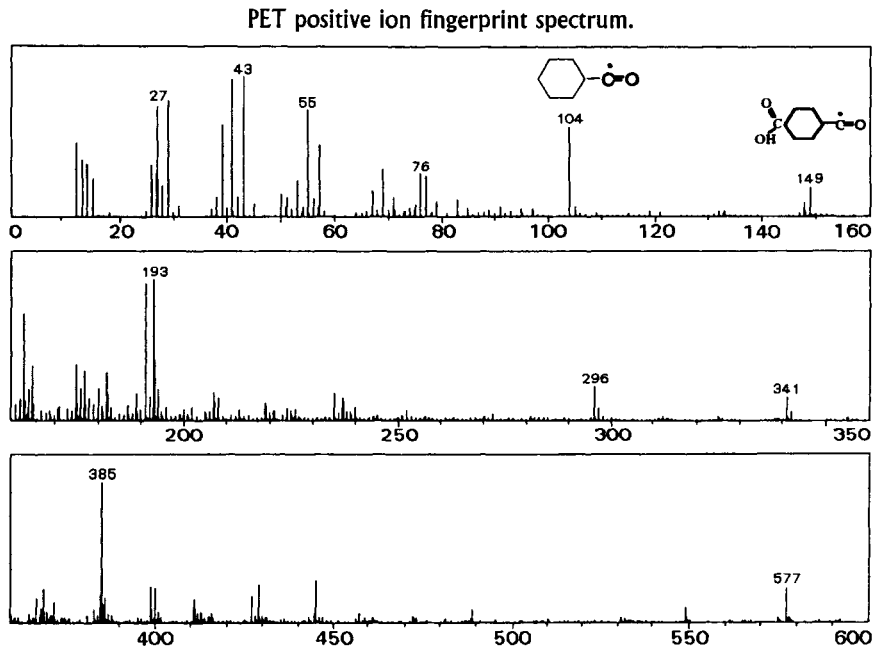 PET positive ion fingerprint spectrum.
27
43
55
76
104
149
O
O
O
C
OH
C
O
0 20 40 60 80 100 120 140 160
193
296
341
200 250 300 350
385
577
400 450 500 550 600